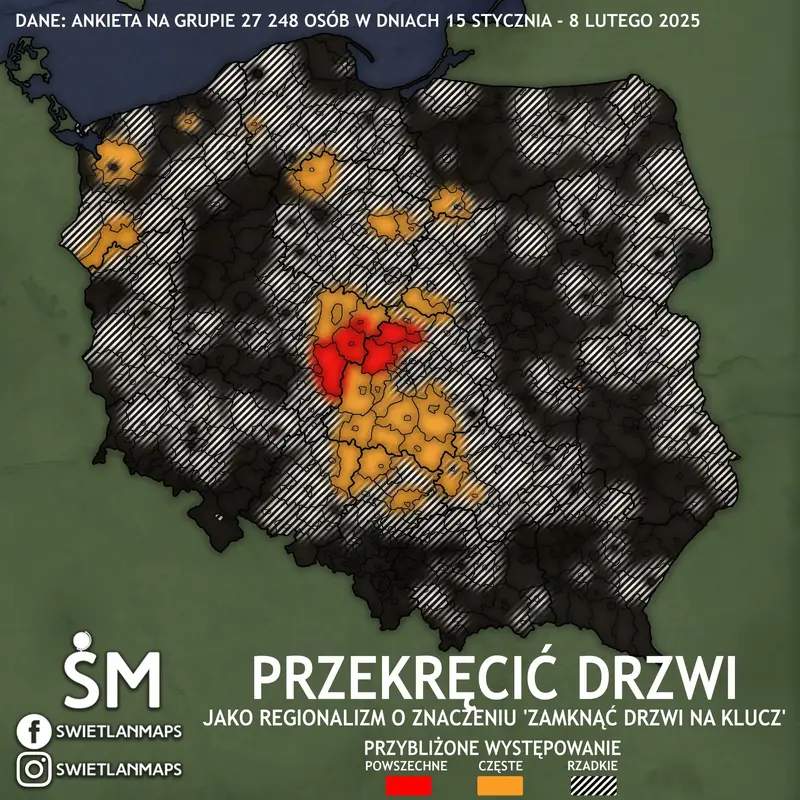 DANE: ANKIETA NA GRUPIE 27 248 OSÓB W DNIACH 15 STYCZNIA - 8 LUTEGO 2025
ŚM
SWIETLANMAPS
SWIETLANMAPS
PRZEKRĘCIĆ DRZWI
JAKO REGIONALIZM O ZNACZENIU 'ZAMKNĄĆ DRZWI NA KLUCZ'
PRZYBLIŻONE WYSTĘPOWANIE
POWSZECHNE CZĘSTE RZADKIE